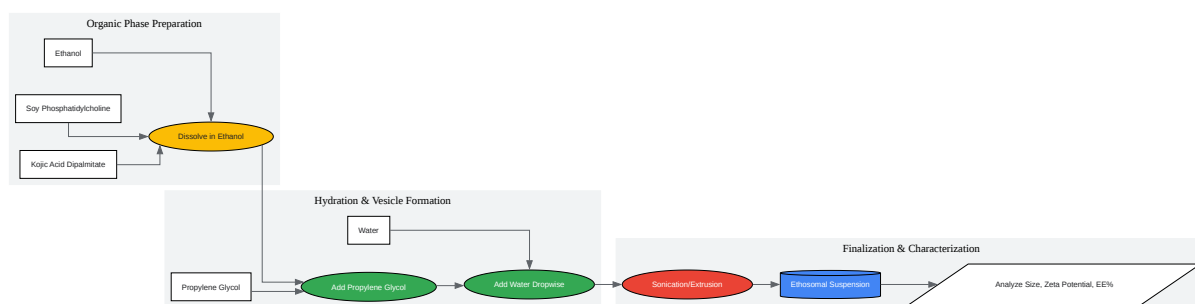 Organic Phase Preparation
Ethanol
Soy Phosphatidylcholine
Dissolve in Ethanol
Kojic Acid Dipalmitate
Hydration & Vesicle Formation
Water
Propylene Glycol
Add Propylene Glycol
Add Water Dropwise
Finalization & Characterization
Sonication/Extrusion
Ethosomal Suspension
Analyze Size, Zeta Potential, EE%